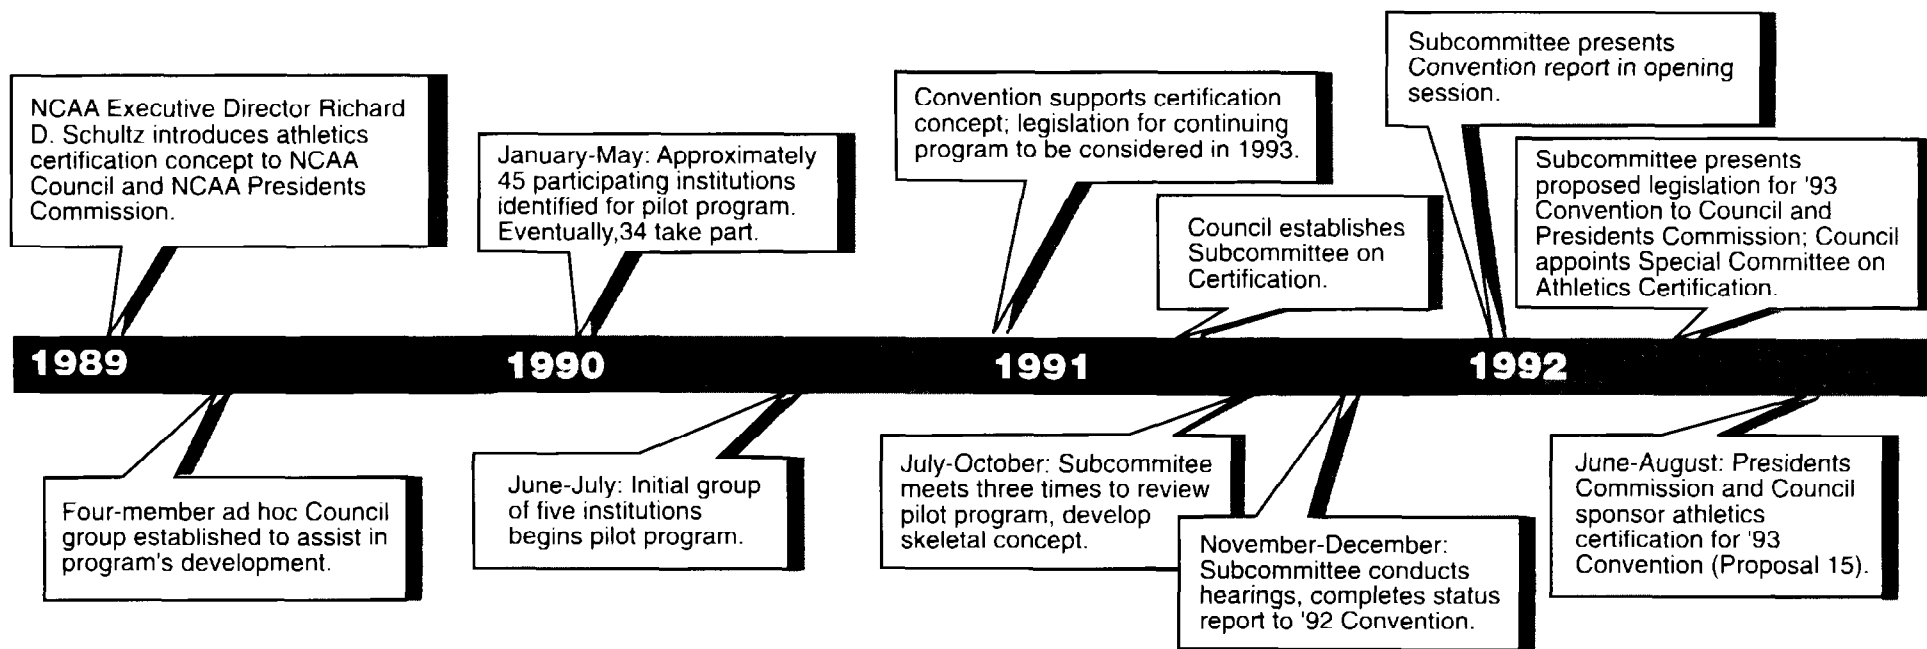 NCAA Executive Director Richard
D. Schultz introduces athletics
certification concept to NCAA
Council and NCAA Presidents
Commission.
January-May: Approximately
45 participating institutions
identified for pilot program.
Eventually,34 take part.
Convention supports certification
concept; legislation for continuing
program to be considered in 1993.
Council establishes
Subcommittee on
Certification.
Subcommittee presents
Convention report in opening
session.
Subcommittee presents
proposed legislation for '93
Convention to Council and
Presidents Commission; Council
appoints Special Committee on
Athletics Certification.
1989
1990
1991
1992
Four-member ad hoc Council
group established to assist in
program's development.
June-July: Initial group
of five institutions
begins pilot program.
July-October: Subcommitee
meets three times to review
pilot program, develop
skeletal concept.
November-December:
Subcommittee conducts
hearings, completes status
report to '92 Convention.
June-August: Presidents
Commission and Council
sponsor athletics
certification for '93
Convention (Proposal 15).